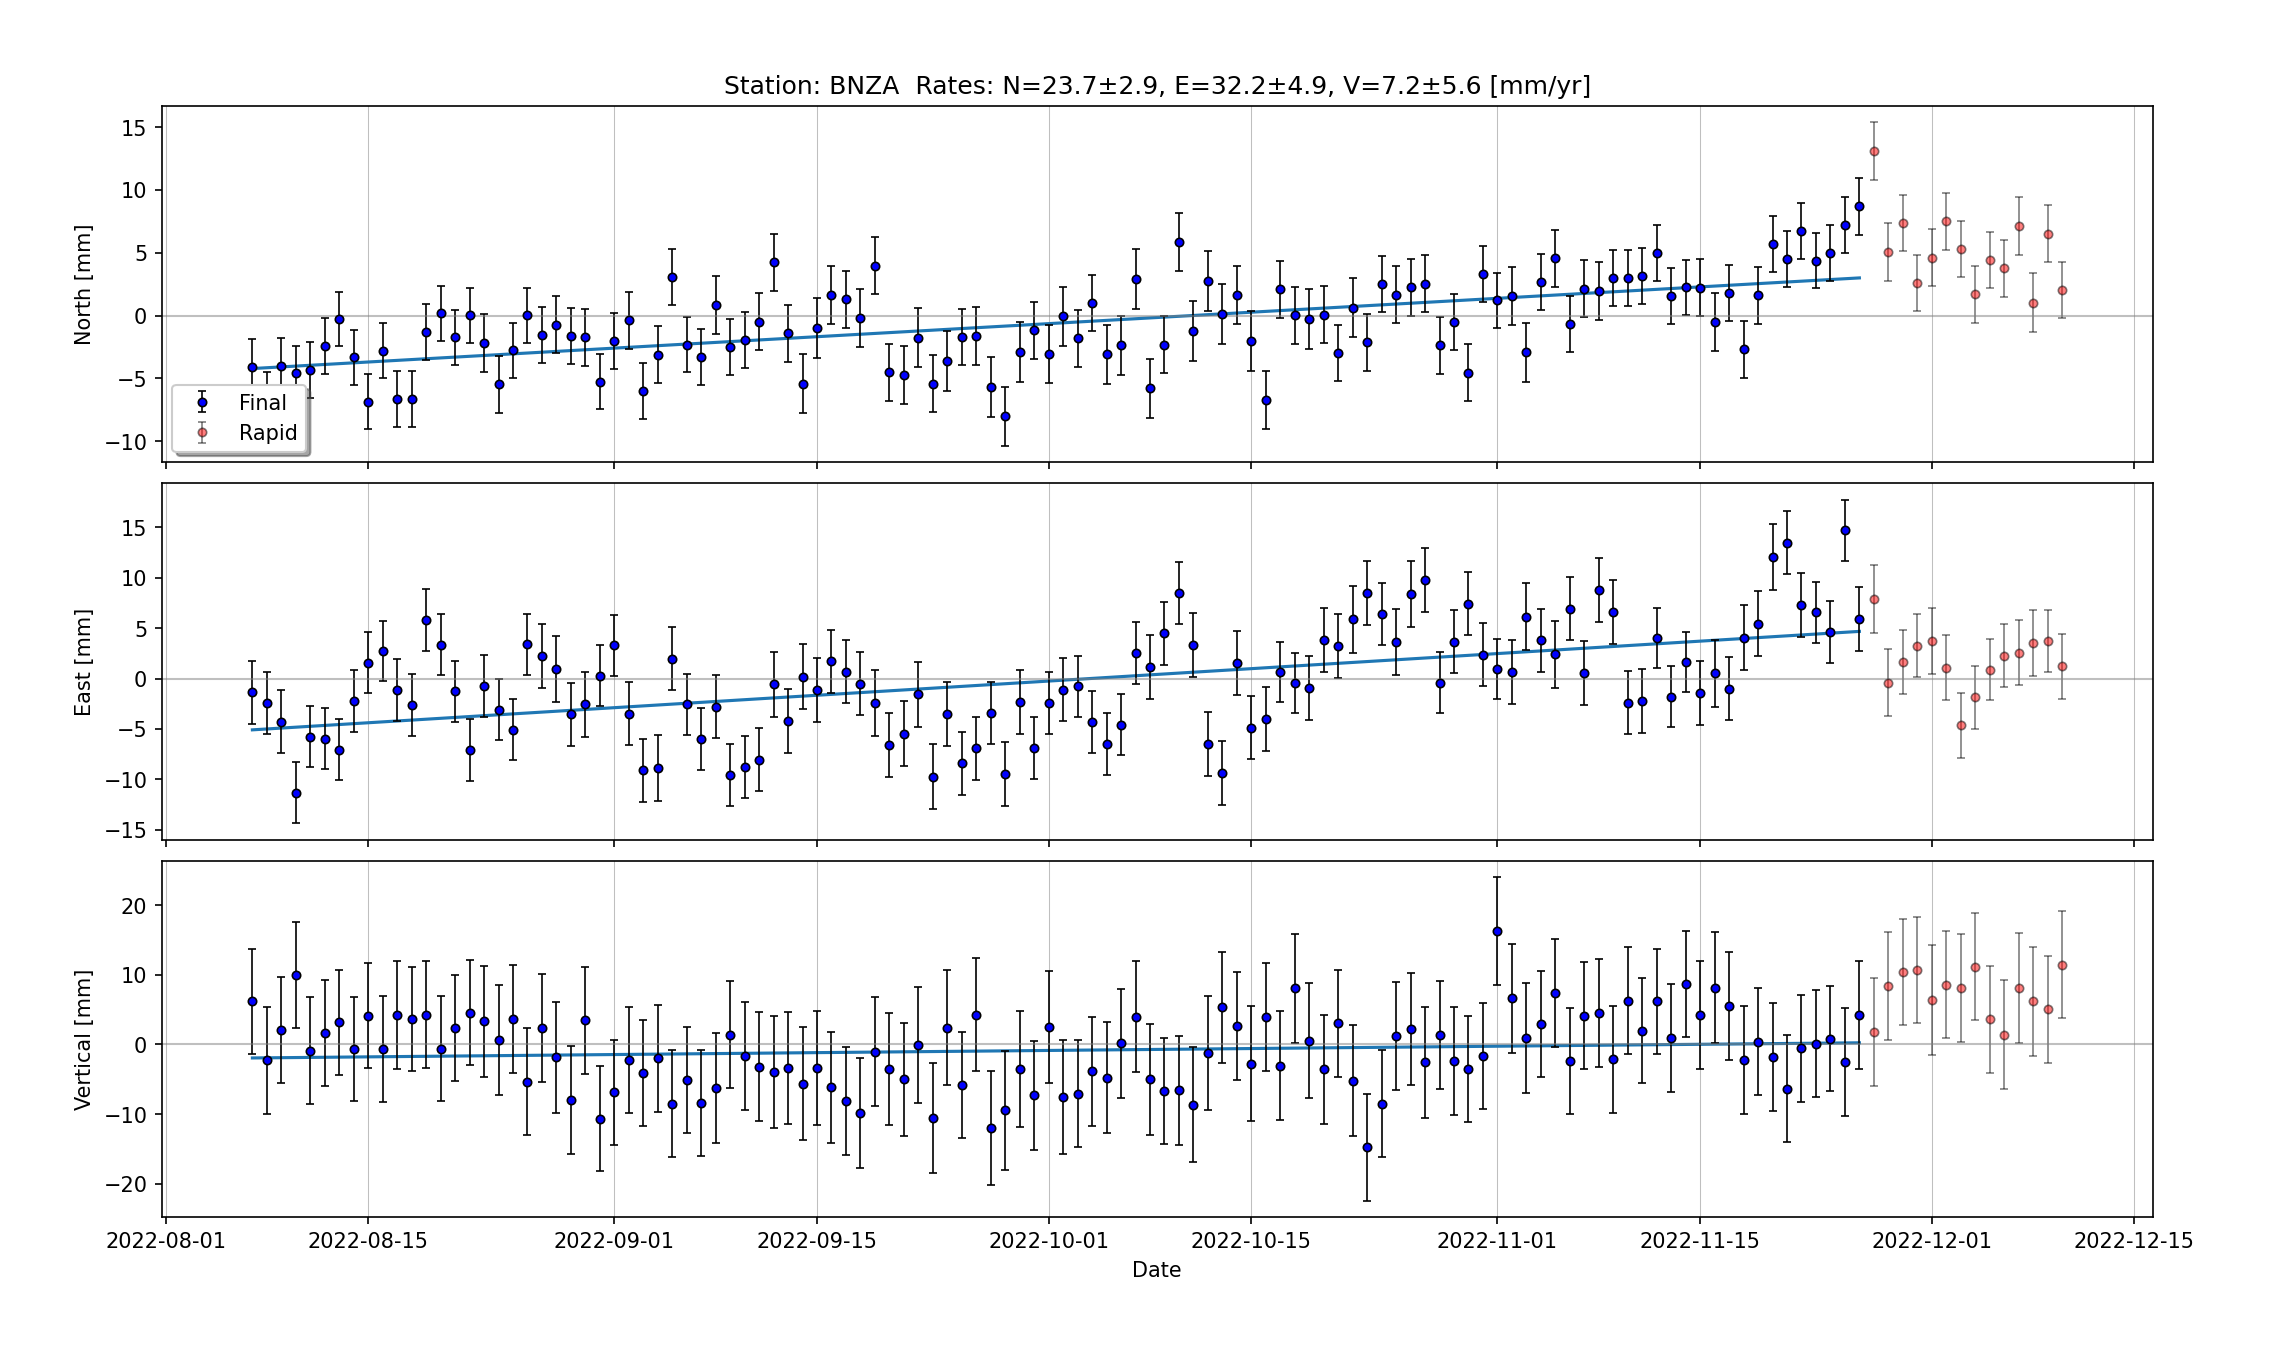 Station: BNZA  Rates: N=23.7±2.9, E=32.2±4.9, V=7.2±5.6 [mm/yr]
15
10
5
0
−5
−10
North [mm]
Final
Rapid
15
10
5
0
−5
−10
−15
East [mm]
20
10
0
−10
−20
Vertical [mm]
2022-08-01 2022-08-15 2022-09-01 2022-09-15 2022-10-01 2022-10-15 2022-11-01 2022-11-15 2022-12-01 2022-12-15
Date